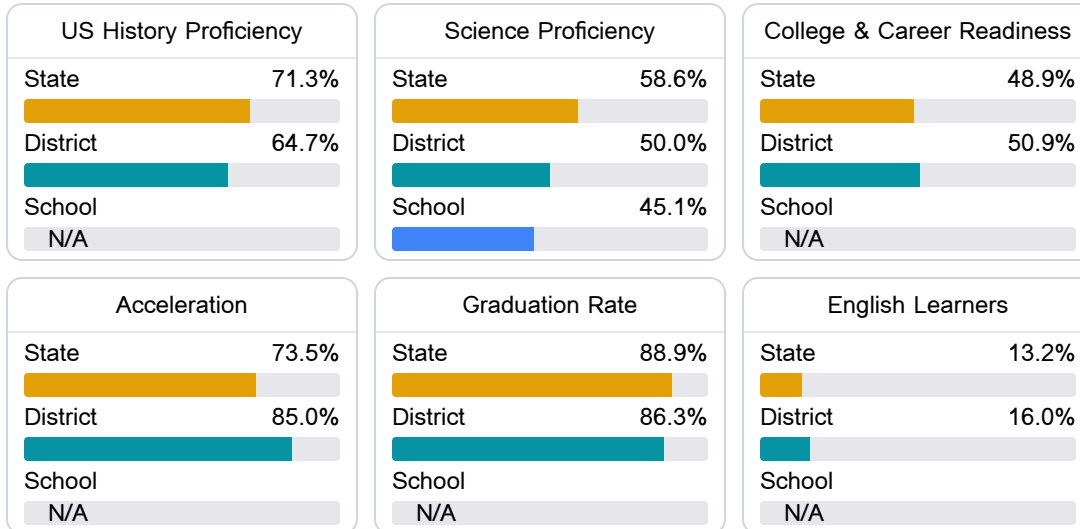 US History Proficiency
State 71.3%
District 64.7%
School
N/A
Science Proficiency
State 58.6%
District 50.0%
School 45.1%
College & Career Readiness
State 48.9%
District 50.9%
School
N/A
Acceleration
State 73.5%
District 85.0%
School
N/A
Graduation Rate
State 88.9%
District 86.3%
School
N/A
English Learners
State 13.2%
District 16.0%
School
N/A